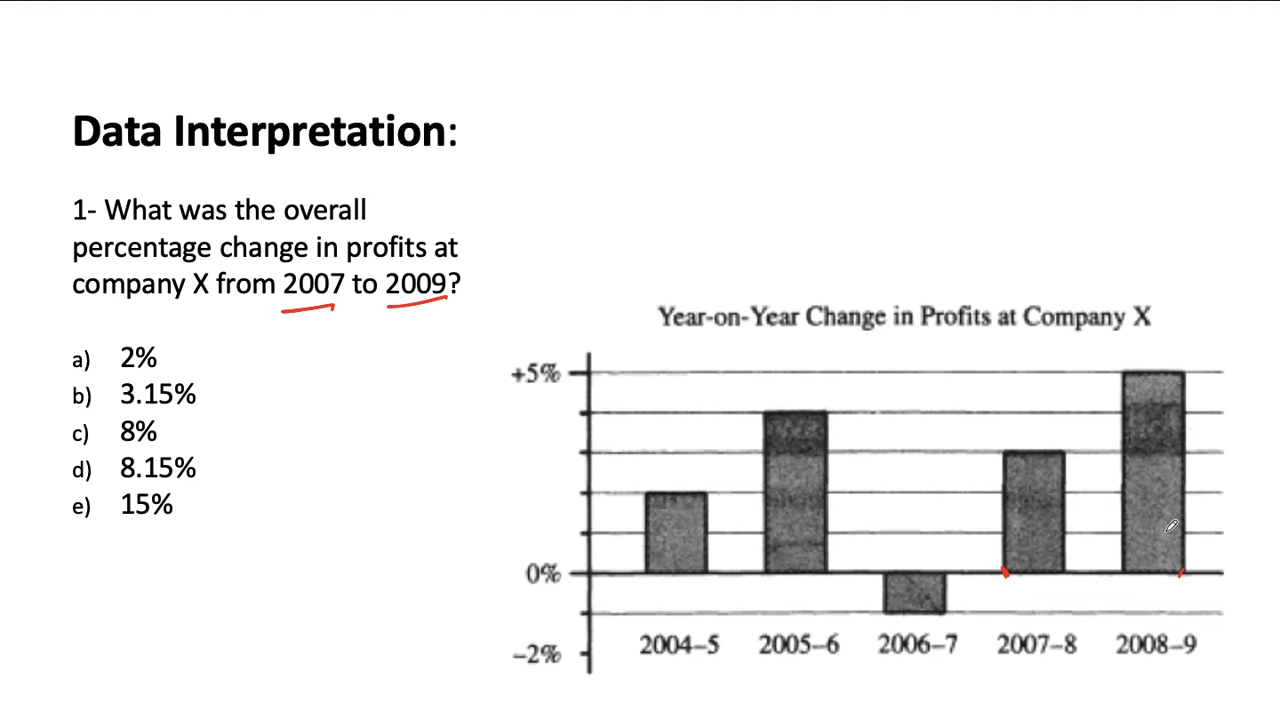 Data Interpretation:
1- What was the overall
percentage change in profits at
company X from 2007 to 2009?
a) 2%
b) 3.15%
c) 8%
d) 8.15%
e) 15%
Year-on-Year Change in Profits at Company X
+5%
0%
−2%
2004–5 2005–6 2006–7 2007–8 2008–9